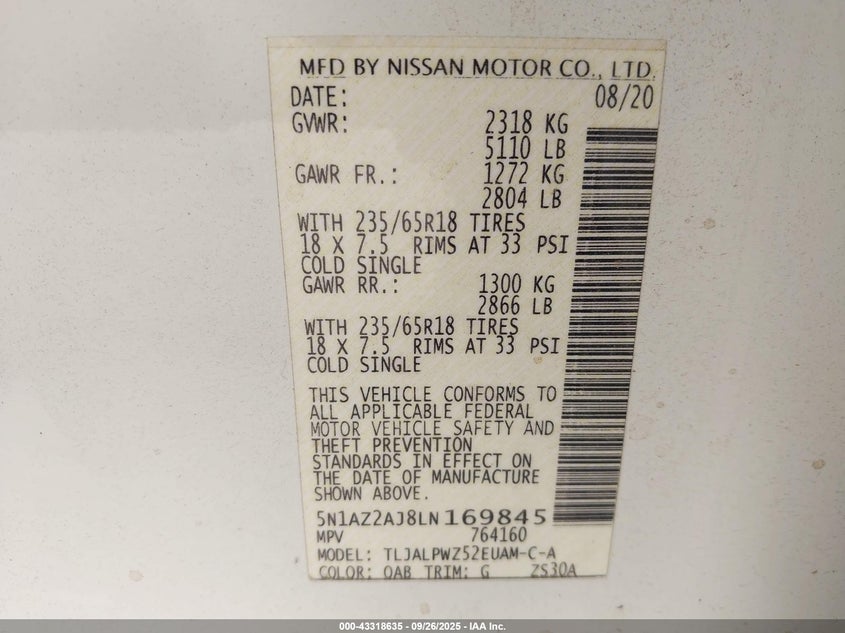 MFD BY NISSAN MOTOR CO., LTD.
DATE: 08/20
GVWR: 2318 KG
5110 LB
GAWR FR.: 1272 KG
2804 LB
WITH 235/65R18 TIRES
18 X 7.5 RIMS AT 33 PSI
COLD SINGLE
GAWR RR.: 1300 KG
2866 LB
WITH 235/65R18 TIRES
18 X 7.5 RIMS AT 33 PSI
COLD SINGLE
THIS VEHICLE CONFORMS TO
ALL APPLICABLE FEDERAL
MOTOR VEHICLE SAFETY AND
THEFT PREVENTION
STANDARDS IN EFFECT ON
THE DATE OF MANUFACTURE
SHOWN ABOVE.
5N1AZ2AJ8LN169845
MPV 764160
MODEL: TLJALPWZ52EUAM-C-A
COLOR: QAB TRIM: G ZS30A
000-43318635 - 09/26/2025 - IAA Inc.